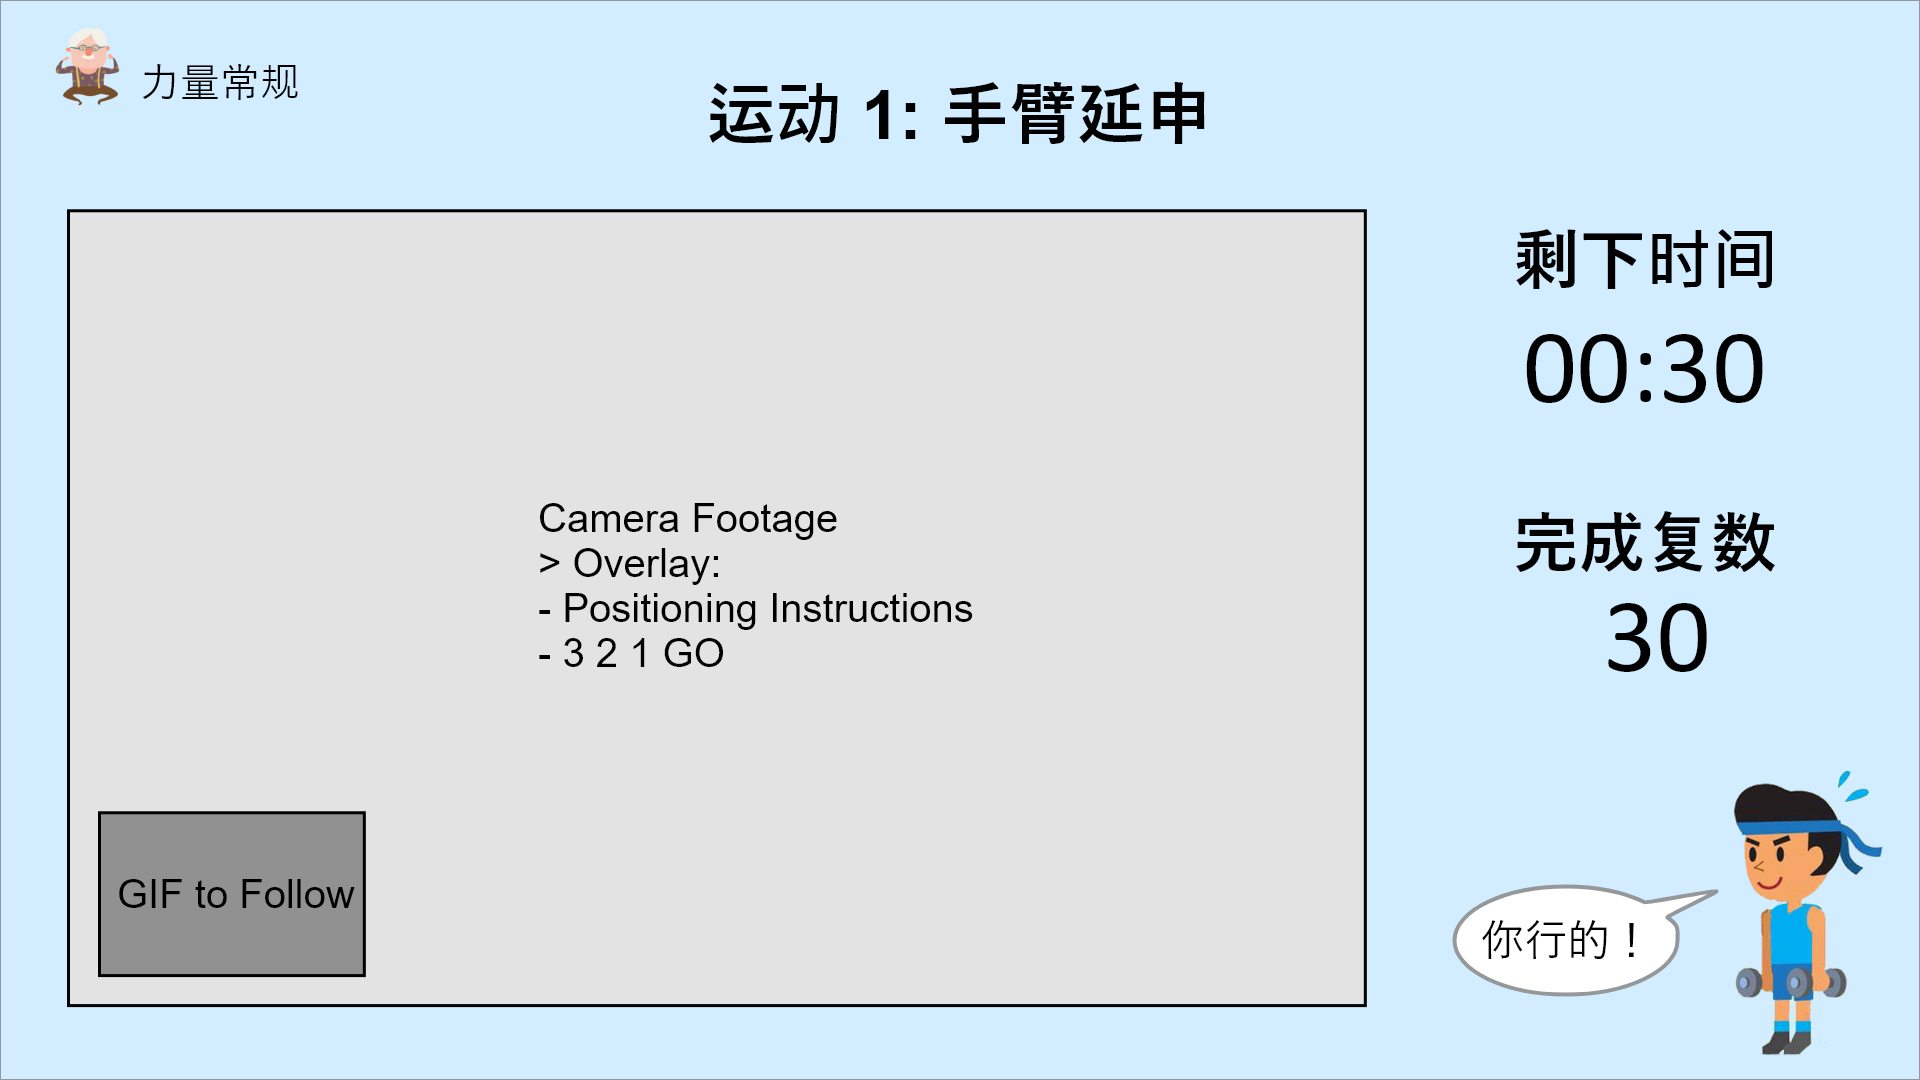 力量常规
运动 1: 手臂延申
剩下时间
00:30
Camera Footage
> Overlay:
- Positioning Instructions
- 3 2 1 GO
完成复数
30
GIF to Follow
你行的！